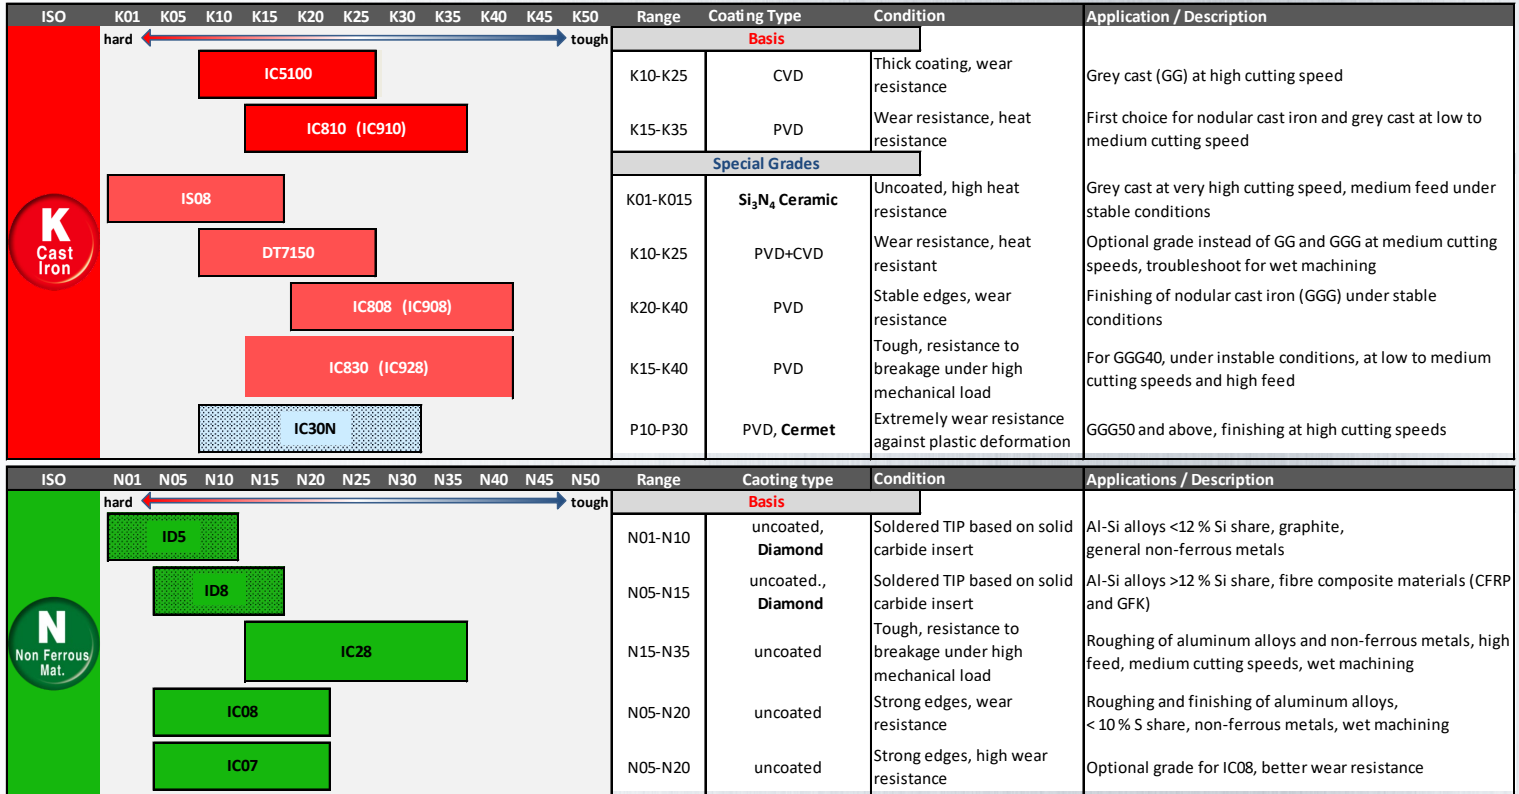 ISO K01 K05 K10 K15 K20 K25 K30 K35 K40 K45 K50 Range Coating Type Condition Application / Description
hard tough Basis
IC5100 K10-K25 CVD Thick coating, wear
resistance Grey cast (GG) at high cutting speed
IC810 (IC910) K15-K35 PVD Wear resistance, heat
resistance First choice for nodular cast iron and grey cast at low to
medium cutting speed
Special Grades
IS08 K01-K015 Si₃N₄ Ceramic Uncoated, high heat
resistance Grey cast at very high cutting speed, medium feed under
stable conditions
K
Cast
Iron
DT7150 K10-K25 PVD+CVD Wear resistance, heat
resistant Optional grade instead of GG and GGG at medium cutting
speeds, troubleshoot for wet machining
IC808 (IC908) K20-K40 PVD Stable edges, wear
resistance Finishing of nodular cast iron (GGG) under stable
conditions
IC830 (IC928) K15-K40 PVD Tough, resistance to
breakage under high
mechanical load For GGG40, under instable conditions, at low to medium
cutting speeds and high feed
IC30N P10-P30 PVD, Cermet Extremely wear resistance
against plastic deformation GGG50 and above, finishing at high cutting speeds
ISO N01 N05 N10 N15 N20 N25 N30 N35 N40 N45 N50 Range Caoting type Condition Applications / Description
hard tough Basis
ID5 N01-N10 uncoated,
Diamond Soldered TIP based on solid
carbide insert Al-Si alloys <12 % Si share, graphite,
general non-ferrous metals
ID8 N05-N15 uncoated.,
Diamond Soldered TIP based on solid
carbide insert Al-Si alloys >12 % Si share, fibre composite materials (CFRP
and GFK)
N
Non Ferrous
Mat.
IC28 N15-N35 uncoated Tough, resistance to
breakage under high
mechanical load Roughing of aluminum alloys and non-ferrous metals, high
feed, medium cutting speeds, wet machining
IC08 N05-N20 uncoated Strong edges, wear
resistance Roughing and finishing of aluminum alloys,
< 10 % S share, non-ferrous metals, wet machining
IC07 N05-N20 uncoated Strong edges, high wear
resistance Optional grade for IC08, better wear resistance